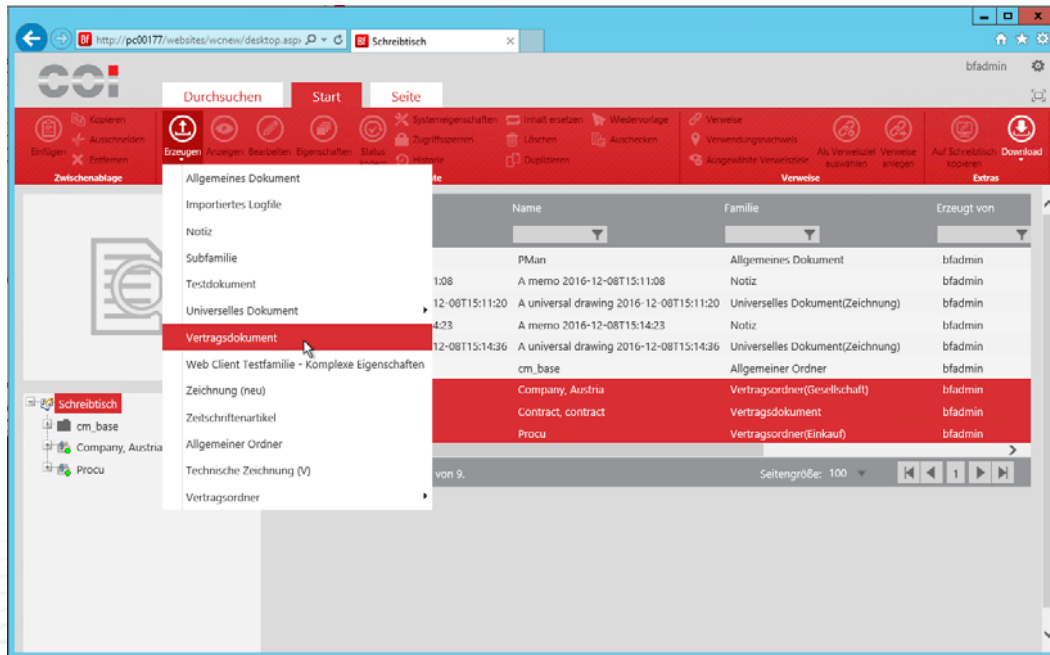 Bf http://pc00177/websites/wcnew/desktop.asp Bf Schreibtisch
bfadmin
CCI
Durchsuchen Start Seite
Kopieren
Ausschneiden
Entfernen
Einfügen
Zwischenablage
Erzeugen Anzeigen Bearbeiten Eigenschaften Status
Systemeigenschaften Inhalt ersetzen Wiedervorlage
Zugriffssperren Löschen Auschecken
Historie Duplizieren
Verweise
Verwendungsnachweis
Ausgewählte Verweisziele
Als Verweisziel auswählen
Verweise anlegen
Verweise
Auf Schreibtisch kopieren
Download
Extras
Allgemeines Dokument
Importiertes Logfile
Notiz
Subfamilie
Testdokument
Universelles Dokument
Vertragsdokument
Web Client Testfamilie - Komplexe Eigenschaften
Zeichnung (neu)
Zeitschriftenartikel
Allgemeiner Ordner
Technische Zeichnung (V)
Vertragsordner
Name Familie Erzeugt von
PMan Allgemeines Dokument bfadmin
1:08 A memo 2016-12-08T15:11:08 Notiz bfadmin
12-08T15:11:20 A universal drawing 2016-12-08T15:11:20 Universelles Dokument(Zeichnung) bfadmin
4:23 A memo 2016-12-08T15:14:23 Notiz bfadmin
12-08T15:14:36 A universal drawing 2016-12-08T15:14:36 Universelles Dokument(Zeichnung) bfadmin
cm_base Allgemeiner Ordner bfadmin
Company, Austria Vertragsordner(Gesellschaft) bfadmin
Contract, contract Vertragsdokument bfadmin
Procu Vertragsordner(Einkauf) bfadmin
von 9. Seitengröße: 100 1
Schreibtisch
cm_base
Company, Austria
Procu